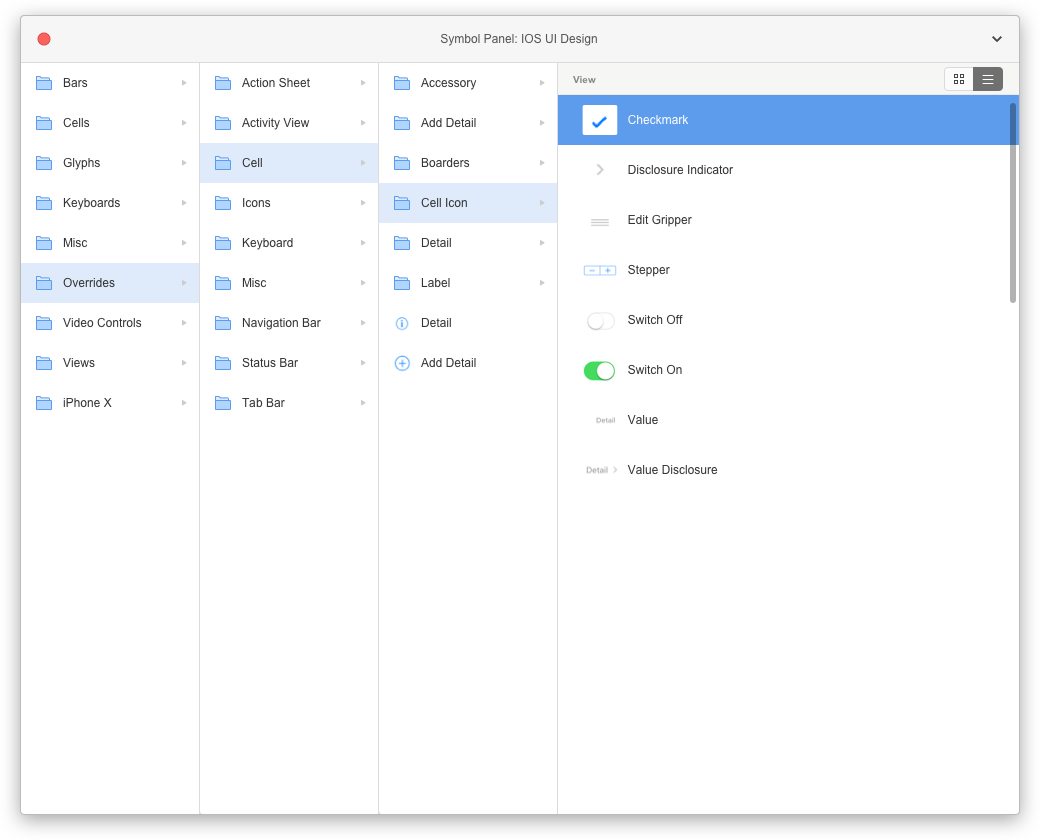 Symbol Panel: IOS UI Design
Bars
Cells
Glyphs
Keyboards
Misc
Overrides
Video Controls
Views
iPhone X
Action Sheet
Activity View
Cell
Icons
Keyboard
Misc
Navigation Bar
Status Bar
Tab Bar
Accessory
Add Detail
Boarders
Cell Icon
Detail
Label
Detail
Add Detail
View
Checkmark
Disclosure Indicator
Edit Gripper
Stepper
Switch Off
Switch On
Detail Value
Detail Value Disclosure